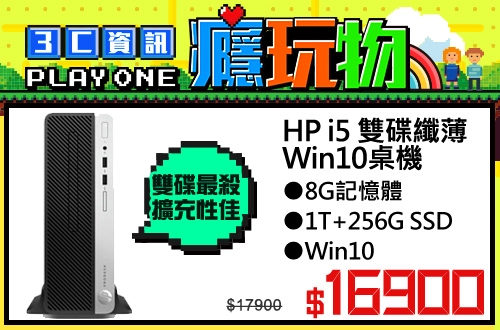 3C資訊
PLAY ONE
癮玩物
HP i5 雙碟纖薄
Win10桌機
雙碟最殺
擴充性佳
●8G記憶體
●1T+256G SSD
●Win10
$17900
$16900